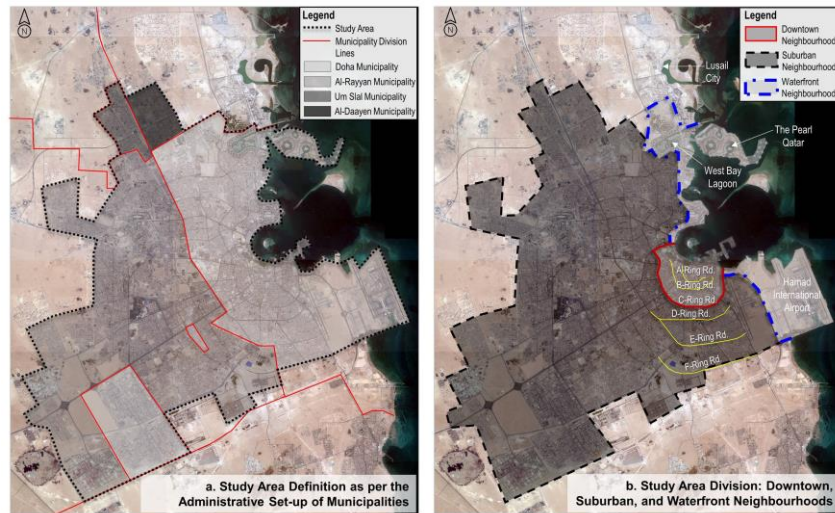 N
Legend
Study Area
Municipality Division
Lines
Doha Municipality
Al-Rayyan Municipality
Um Slal Municipality
Al-Daayen Municipality
a. Study Area Definition as per the
Administrative Set-up of Municipalities
N
Legend
Downtown
Neighbourhood
Suburban
Neighbourhood
Waterfront
Neighbourhood
Lusail
City
The Pearl
Qatar
West Bay
Lagoon
A-Ring Rd.
B-Ring Rd.
C-Ring Rd.
D-Ring Rd.
E-Ring Rd.
F-Ring Rd.
Hamad
International
Airport
b. Study Area Division: Downtown,
Suburban, and Waterfront Neighbourhoods